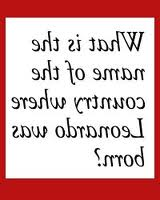 What is the
name of the
country where
Leonardo was
born?